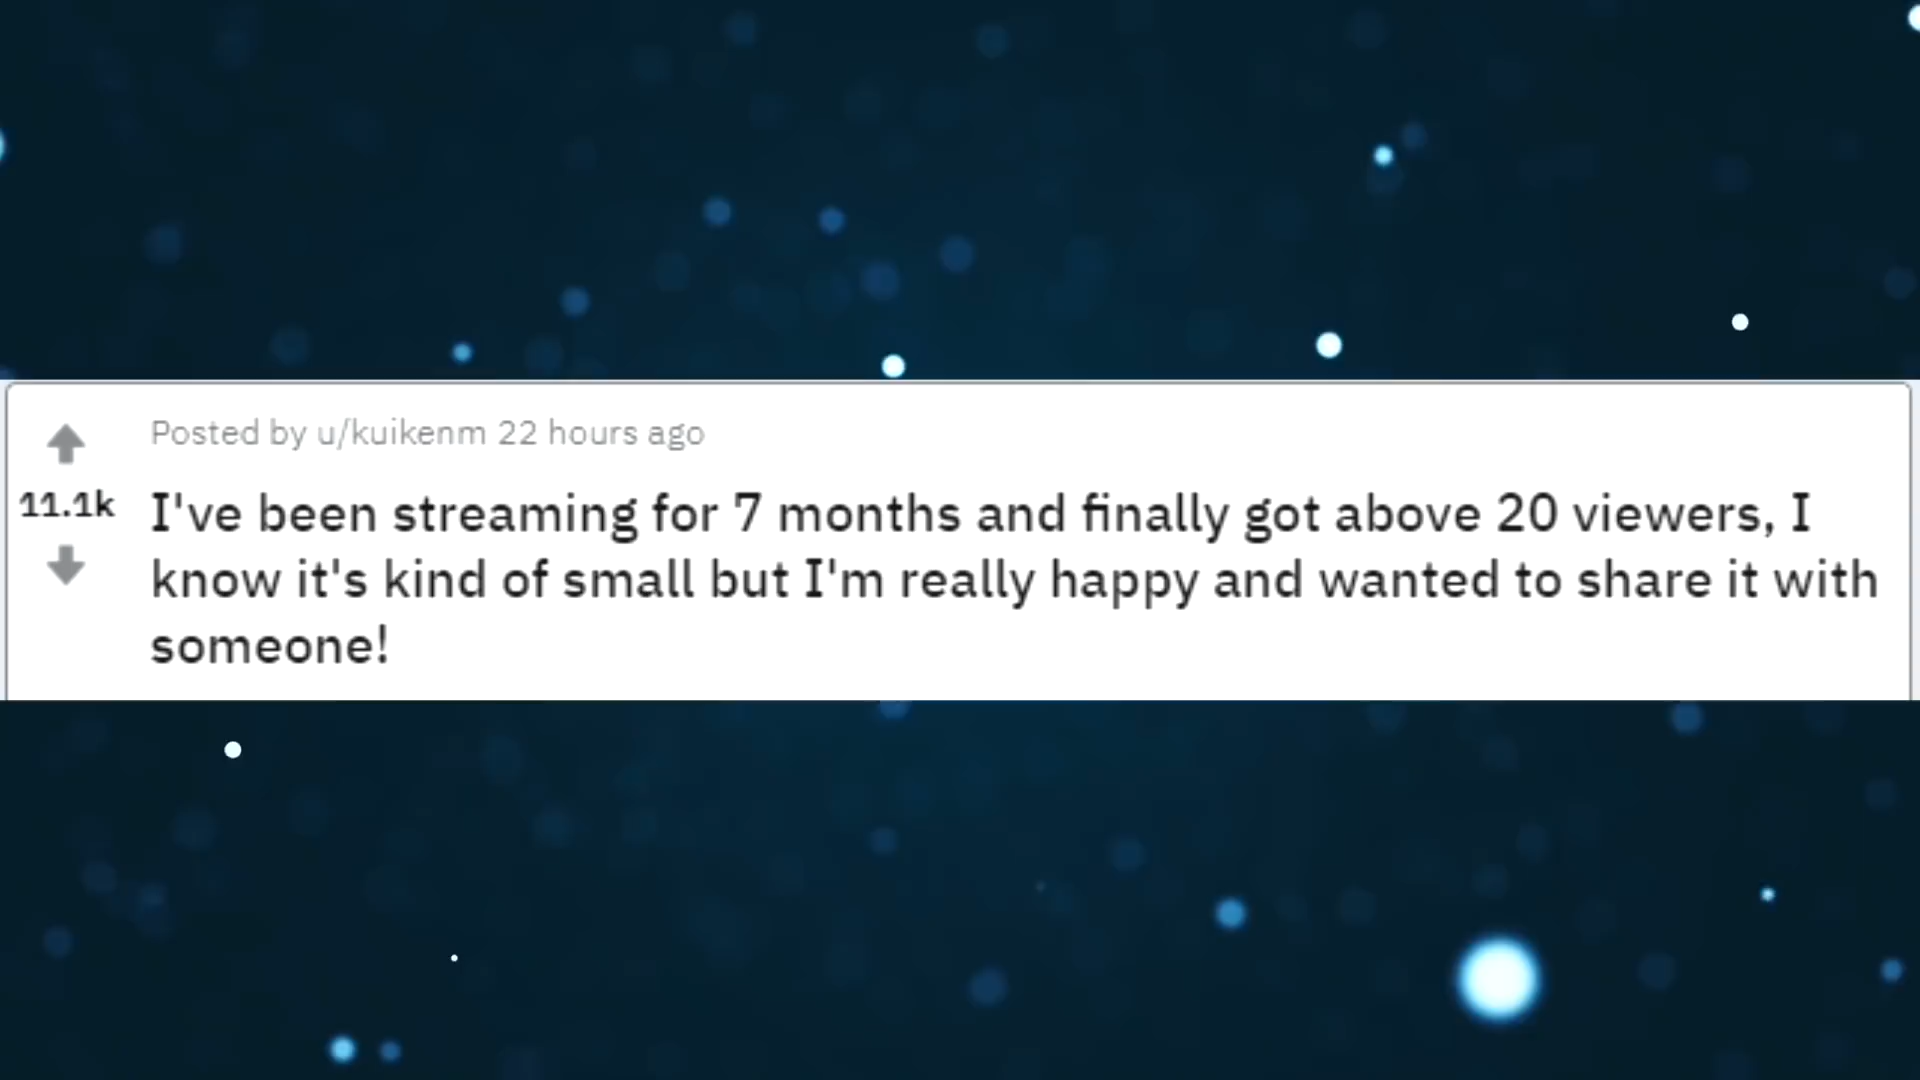 Posted by u/kuikenm 22 hours ago
11.1k
I've been streaming for 7 months and finally got above 20 viewers, I
know it's kind of small but I'm really happy and wanted to share it with
someone!